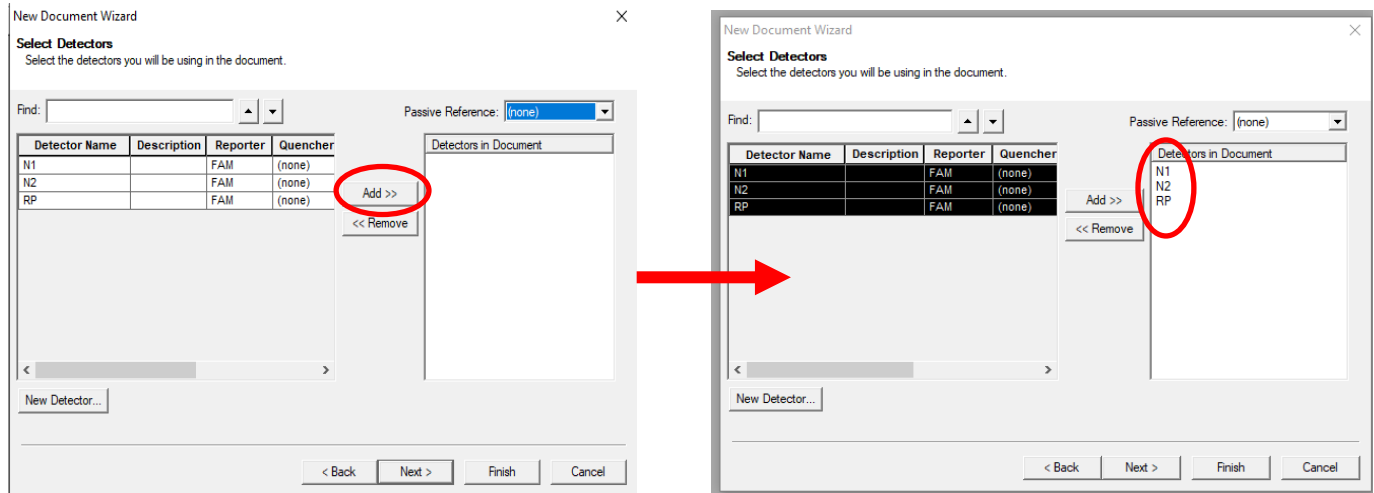 New Document Wizard
Select Detectors
Select the detectors you will be using in the document.
Find:
Passive Reference: (none)
Detector Name Description Reporter Quencher
N1 FAM (none)
N2 FAM (none)
RP FAM (none)
Add >>
<< Remove
Detectors in Document
New Detector...
< Back Next > Finish Cancel
New Document Wizard
Select Detectors
Select the detectors you will be using in the document.
Find:
Passive Reference: (none)
Detector Name Description Reporter Quencher
N1 FAM (none)
N2 FAM (none)
RP FAM (none)
Add >>
<< Remove
Detectors in Document
N1
N2
RP
New Detector...
< Back Next > Finish Cancel